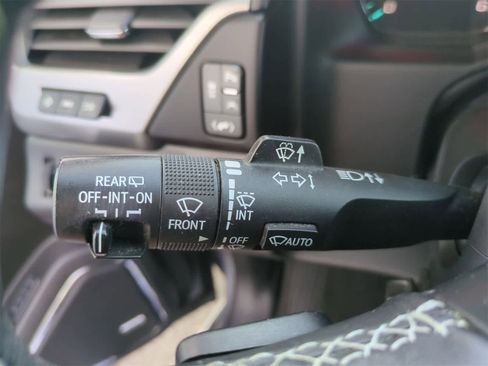 REAR
OFF-INT-ON
FRONT
INT
OFF
AUTO